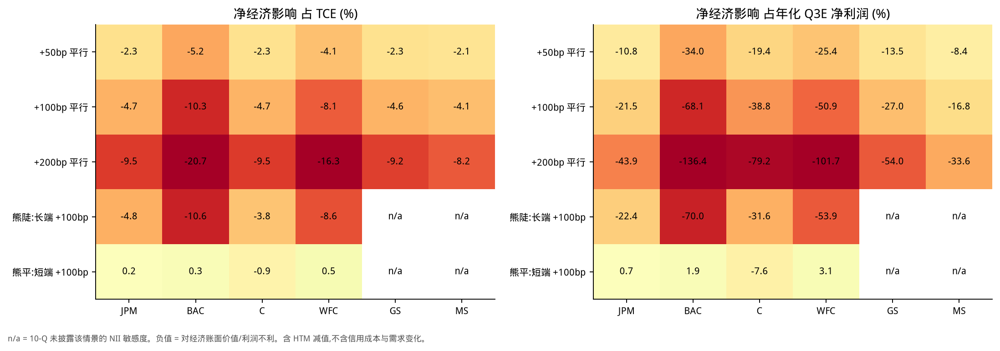 净经济影响 占 TCE (%)
+50bp 平行 -2.3 -5.2 -2.3 -4.1 -2.3 -2.1
+100bp 平行 -4.7 -10.3 -4.7 -8.1 -4.6 -4.1
+200bp 平行 -9.5 -20.7 -9.5 -16.3 -9.2 -8.2
熊陡:长端 +100bp -4.8 -10.6 -3.8 -8.6 n/a n/a
熊平:短端 +100bp 0.2 0.3 -0.9 0.5 n/a n/a
JPM BAC C WFC GS MS
净经济影响 占年化 Q3E 净利润 (%)
+50bp 平行 -10.8 -34.0 -19.4 -25.4 -13.5 -8.4
+100bp 平行 -21.5 -68.1 -38.8 -50.9 -27.0 -16.8
+200bp 平行 -43.9 -136.4 -79.2 -101.7 -54.0 -33.6
熊陡:长端 +100bp -22.4 -70.0 -31.6 -53.9 n/a n/a
熊平:短端 +100bp 0.7 1.9 -7.6 3.1 n/a n/a
JPM BAC C WFC GS MS
n/a = 10-Q 未披露该情景的 NII 敏感度。负值 = 对经济账面价值/利润不利。含 HTM 减值,不含信用成本与需求变化。